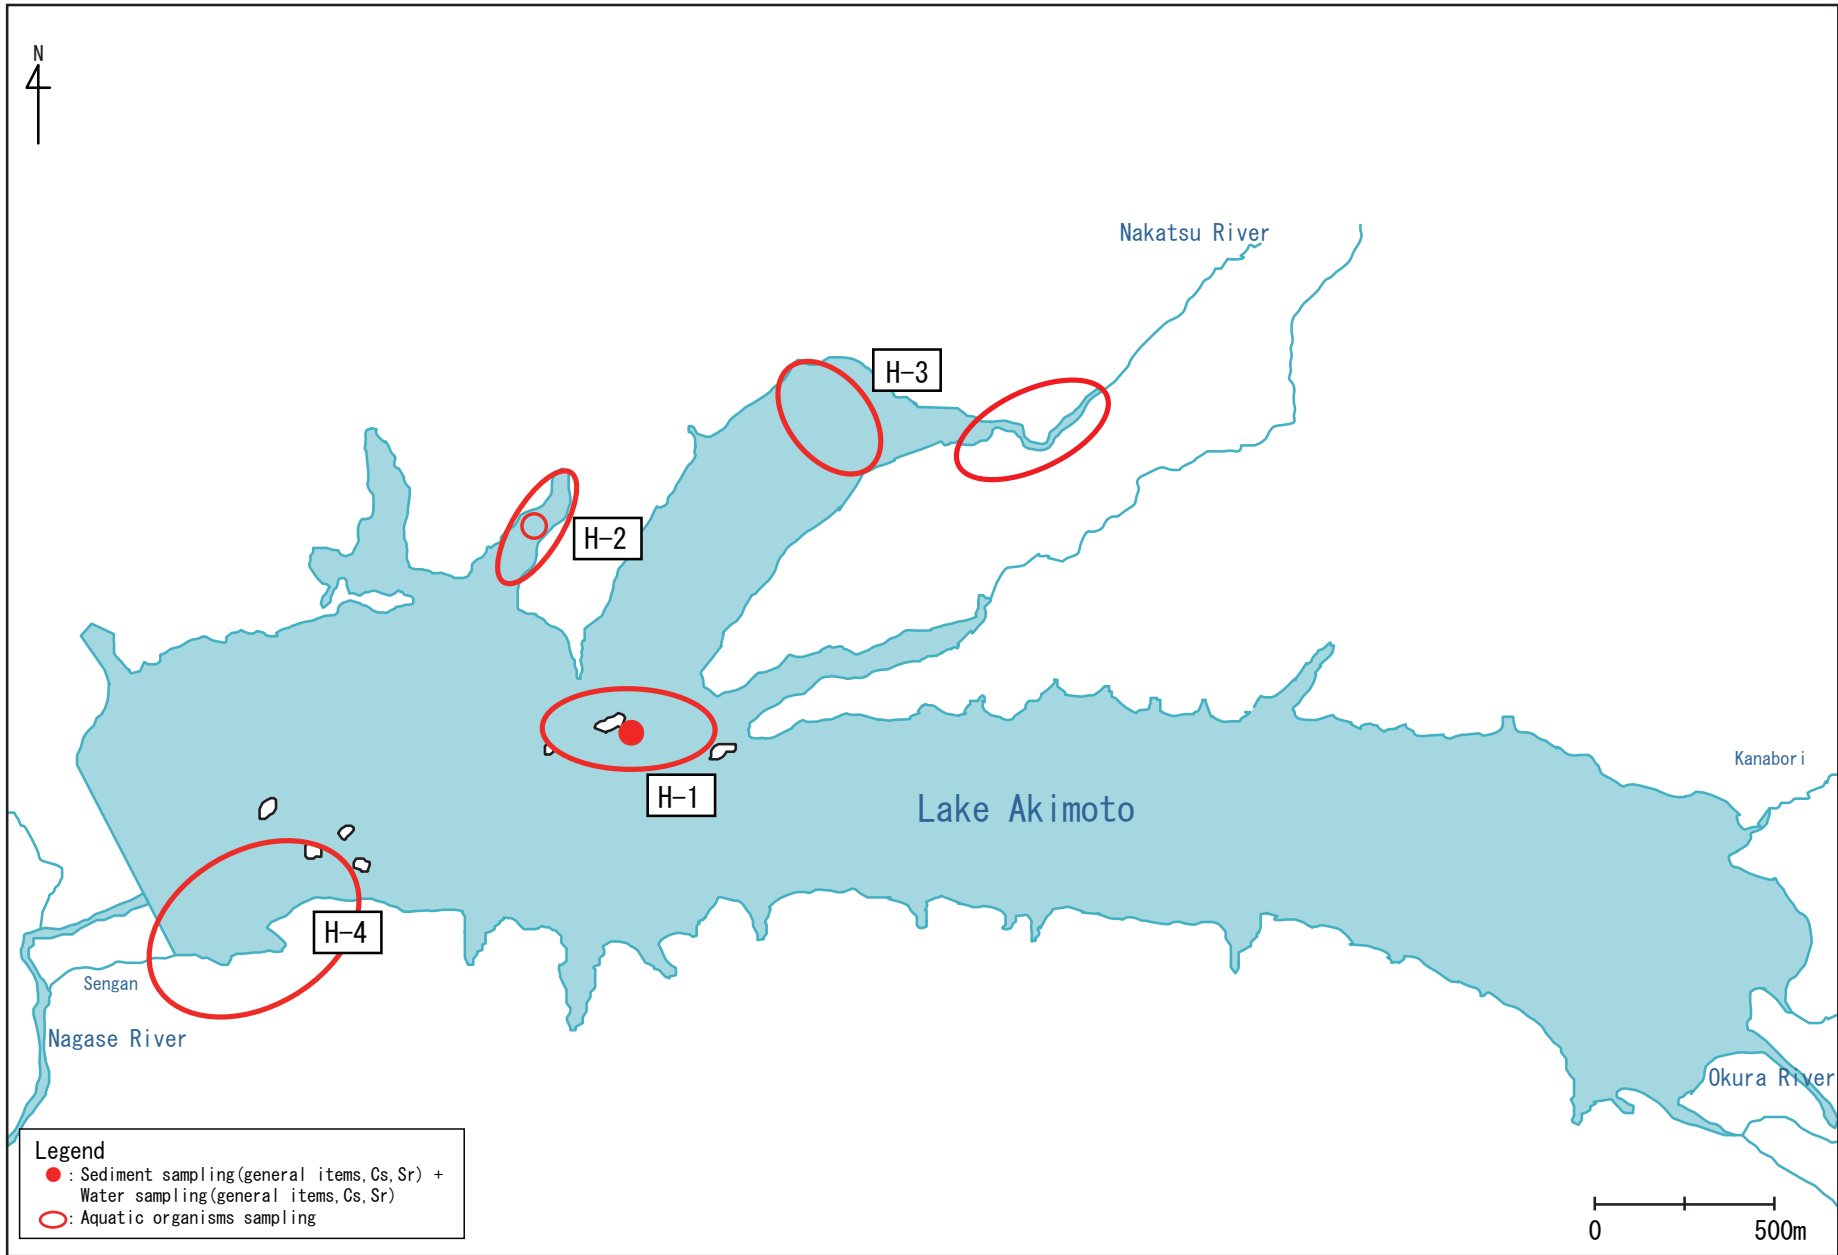 N
Nakatsu River
H-3
H-2
Kanabori
H-1
Lake Akimoto
H-4
Sengan
Nagase River
Okura River
Legend
: Sediment sampling(general items,Cs,Sr) +
Water sampling(general items,Cs,Sr)
: Aquatic organisms sampling
0 500m